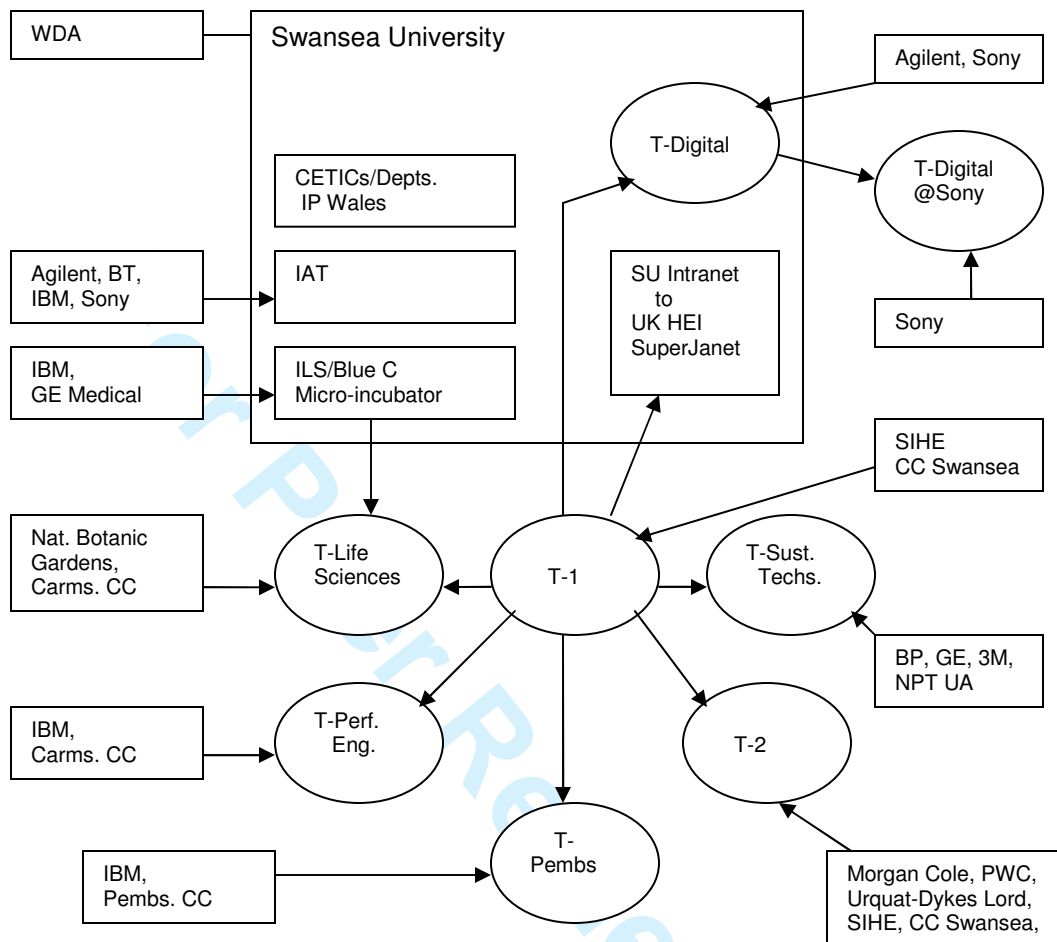 WDA
Swansea University
Agilent, Sony
T-Digital
T-Digital
@Sony
CETICs/Depts.
IP Wales
Agilent, BT,
IBM, Sony
IAT
SU Intranet
to
UK HEI
SuperJanet
Sony
IBM,
GE Medical
ILS/Blue C
Micro-incubator
SIHE
CC Swansea
Nat. Botanic
Gardens,
Carms. CC
T-Life
Sciences
T-1
T-Sust.
Techs.
BP, GE, 3M,
NPT UA
IBM,
Carms. CC
T-Perf.
Eng.
T-2
T-
Pembs
IBM,
Pembs. CC
Morgan Cole, PWC,
Urquat-Dykes Lord,
SIHE, CC Swansea,